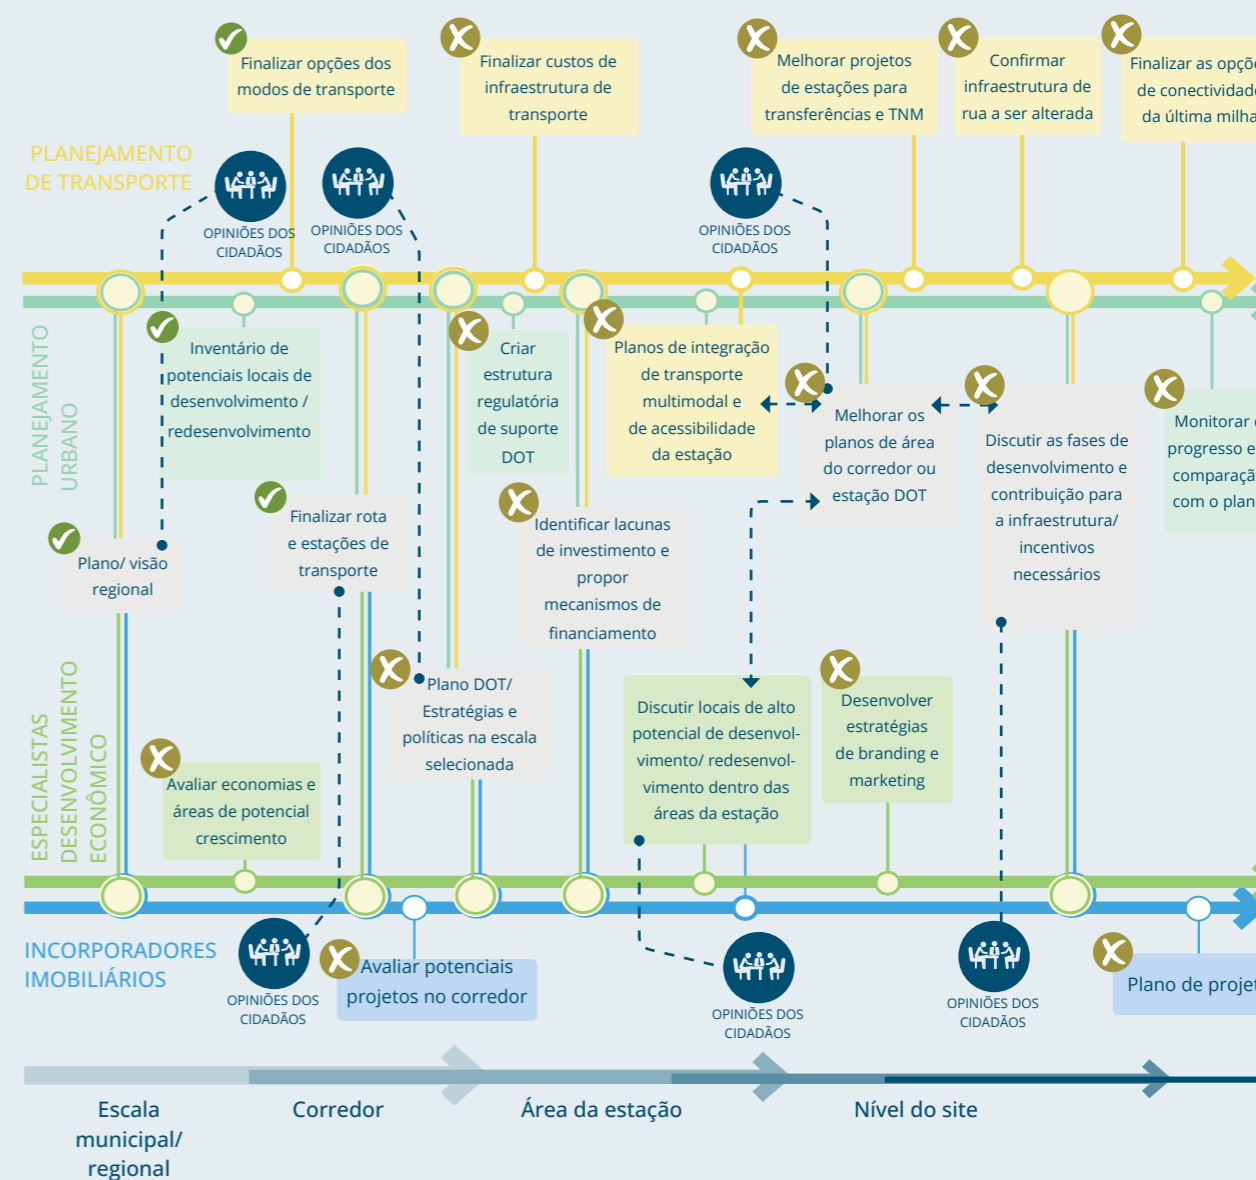 Finalizar opções dos
modos de transporte
Finalizar custos de
infraestrutura de
transporte
Melhorar projetos
de estações para
transferências e TNM
Confirmar
infraestrutura de
rua a ser alterada
Finalizar as opçõe
de conectividade
da última milha
PLANEJAMENTO
DE TRANSPORTE
OPINIÕES DOS
CIDADÃOS
OPINIÕES DOS
CIDADÃOS
OPINIÕES DOS
CIDADÃOS
PLANEJAMENTO
URBANO
Inventário de
potenciais locais de
desenvolvimento /
redesenvolvimento
Criar
estrutura
regulatória
de suporte
DOT
Planos de integração
de transporte
multimodal e
de acessibilidade
da estação
Melhorar os
planos de área
do corredor ou
estação DOT
Discutir as fases de
desenvolvimento e
contribuição para
a infraestrutura/
incentivos
necessários
Monitorar
progresso e
comparaçã
com o plan
Plano/ visão
regional
Finalizar rota
e estações de
transporte
Identificar lacunas
de investimento e
propor
mecanismos de
financiamento
ESPECIALISTAS
DESENVOLVIMENTO
ECONÔMICO
Plano DOT/
Estratégias e
políticas na escala
selecionada
Discutir locais de alto
potencial de desenvol-
vimento/ redesenvol-
vimento dentro das
áreas da estação
Desenvolver
estratégias
de branding e
marketing
Avaliar economias e
áreas de potencial
crescimento
INCORPORADORES
IMOBILIÁRIOS
OPINIÕES DOS
CIDADÃOS
Avaliar potenciais
projetos no corredor
OPINIÕES DOS
CIDADÃOS
OPINIÕES DOS
CIDADÃOS
Plano de projet
Escala
municipal/
regional
Corredor
Área da estação
Nível do site